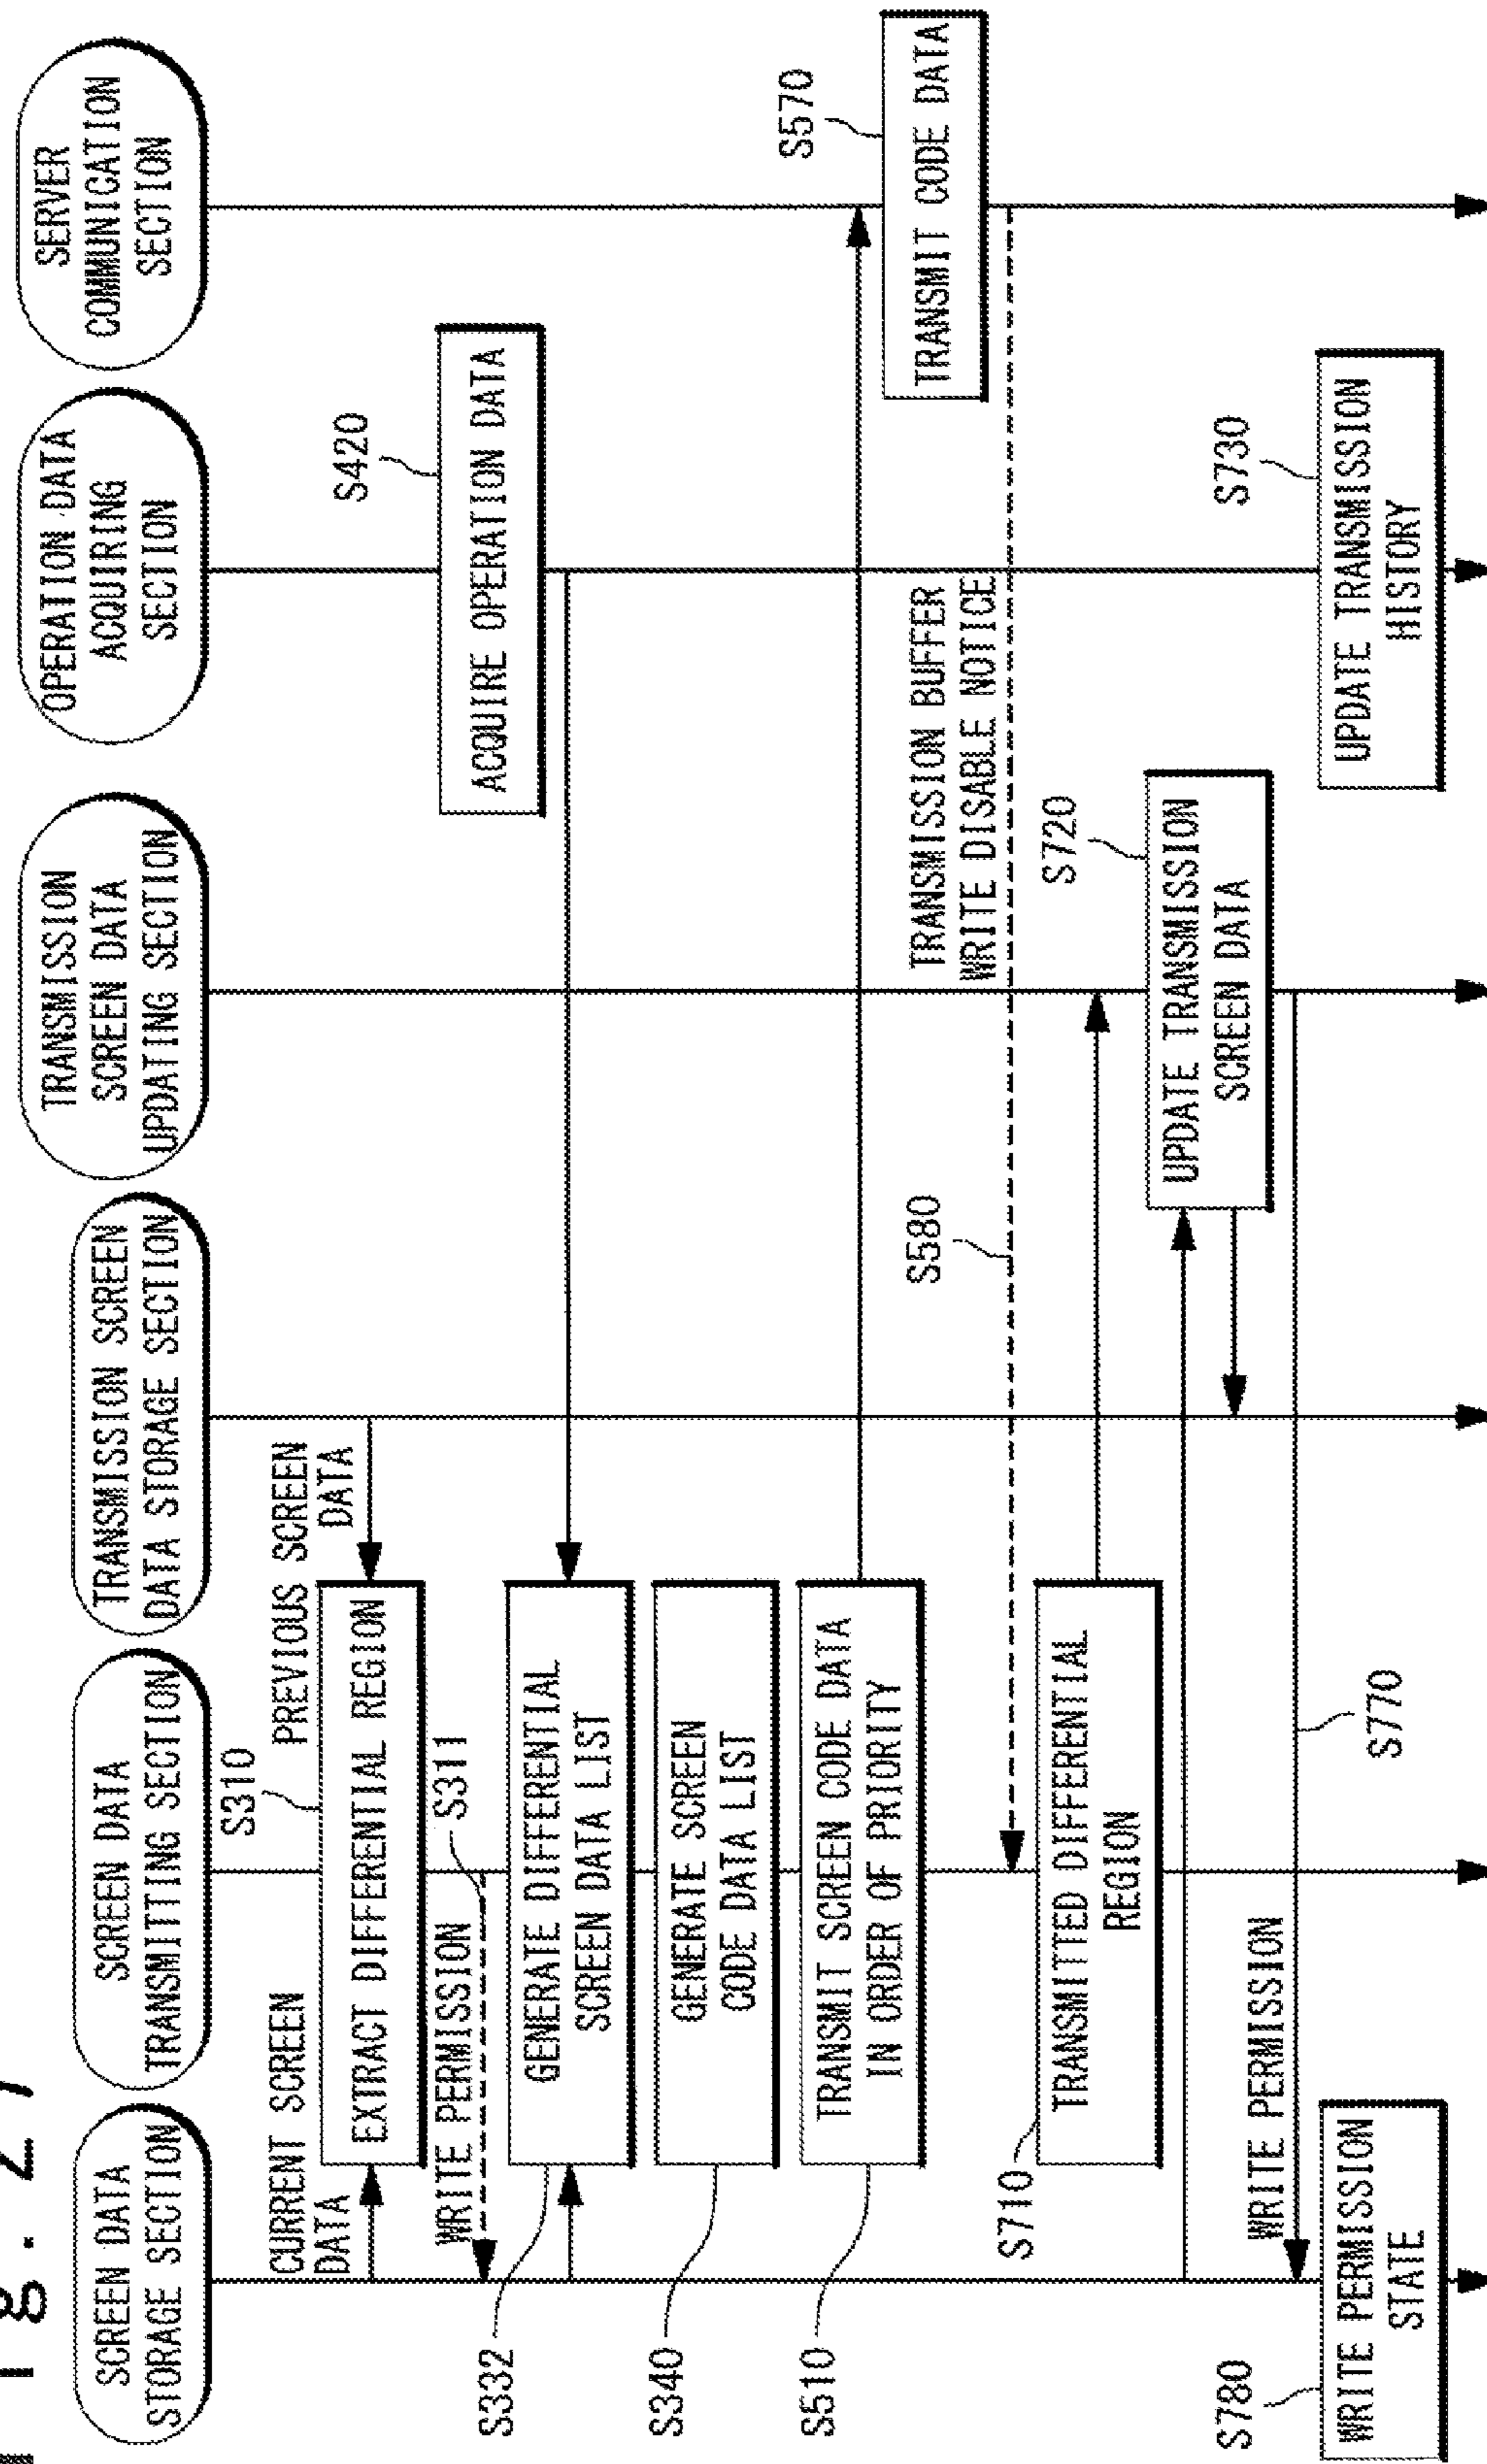 Fig. 27
SCREEN DATA
STORAGE SECTION
SCREEN DATA
TRANSMITTING SECTION
TRANSMISSION SCREEN
DATA STORAGE SECTION
TRANSMISSION
SCREEN DATA
UPDATING SECTION
OPERATION DATA
ACQUIRING
SECTION
SERVER
COMMUNICATION
SECTION
S310
CURRENT SCREEN
DATA
PREVIOUS SCREEN
DATA
EXTRACT DIFFERENTIAL REGION
S420
ACQUIRE OPERATION DATA
WRITE PERMISSION
S311
S332
GENERATE DIFFERENTIAL
SCREEN DATA LIST
S340
GENERATE SCREEN
CODE DATA LIST
S510
TRANSMIT SCREEN CODE DATA
IN ORDER OF PRIORITY
S570
TRANSMIT CODE DATA
TRANSMISSION BUFFER
WRITE DISABLE NOTICE
S580
S710
TRANSMITTED DIFFERENTIAL
REGION
S720
UPDATE TRANSMISSION
SCREEN DATA
WRITE PERMISSION
S770
S730
UPDATE TRANSMISSION
HISTORY
S780
WRITE PERMISSION
STATE